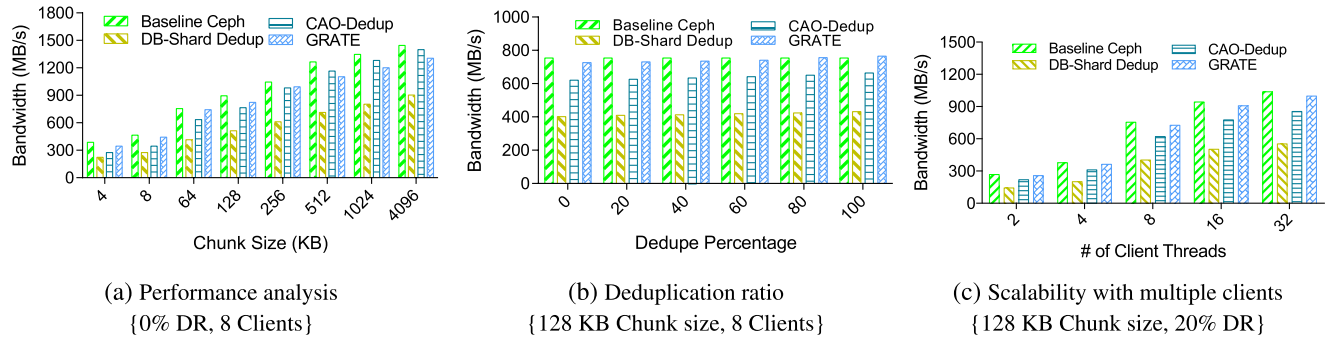 Bandwidth (MB/s)
1800
1500
1200
900
600
300
0
Baseline Ceph
DB-Shard Dedup
CAO-Dedup
GRATE
4
8
64
128
256
512
1024
4096
Chunk Size (KB)
(a) Performance analysis
{0% DR, 8 Clients}
Bandwidth (MB/s)
1000
800
600
400
200
0
Baseline Ceph
DB-Shard Dedup
CAO-Dedup
GRATE
0
20
40
60
80
100
Dedupe Percentage
(b) Deduplication ratio
{128 KB Chunk size, 8 Clients}
Bandwidth (MB/s)
1500
1200
900
600
300
0
Baseline Ceph
DB-Shard Dedup
CAO-Dedup
GRATE
2
4
8
16
32
# of Client Threads
(c) Scalability with multiple clients
{128 KB Chunk size, 20% DR}